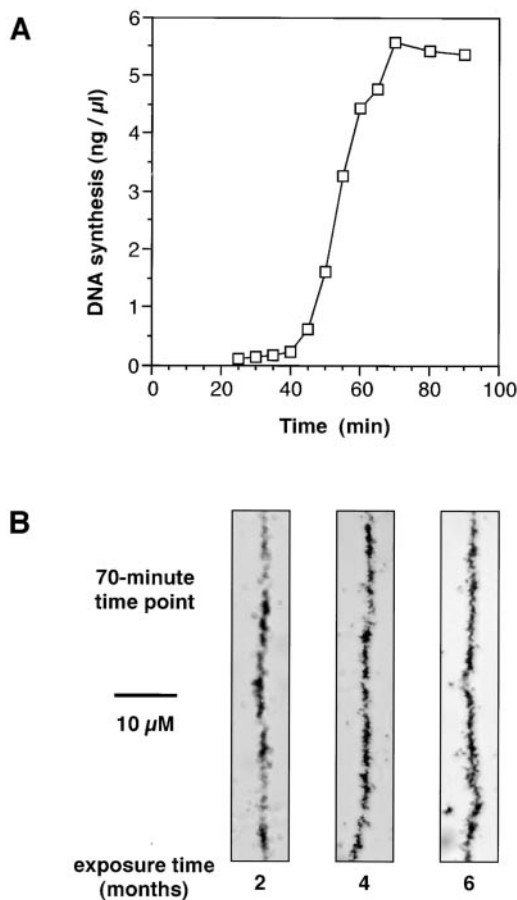 A
DNA synthesis (ng / µl)
6
5
4
3
2
1
0
0 20 40 60 80 100
Time (min)
B
70-minute
time point
10 µM
exposure time
(months)
2 4 6